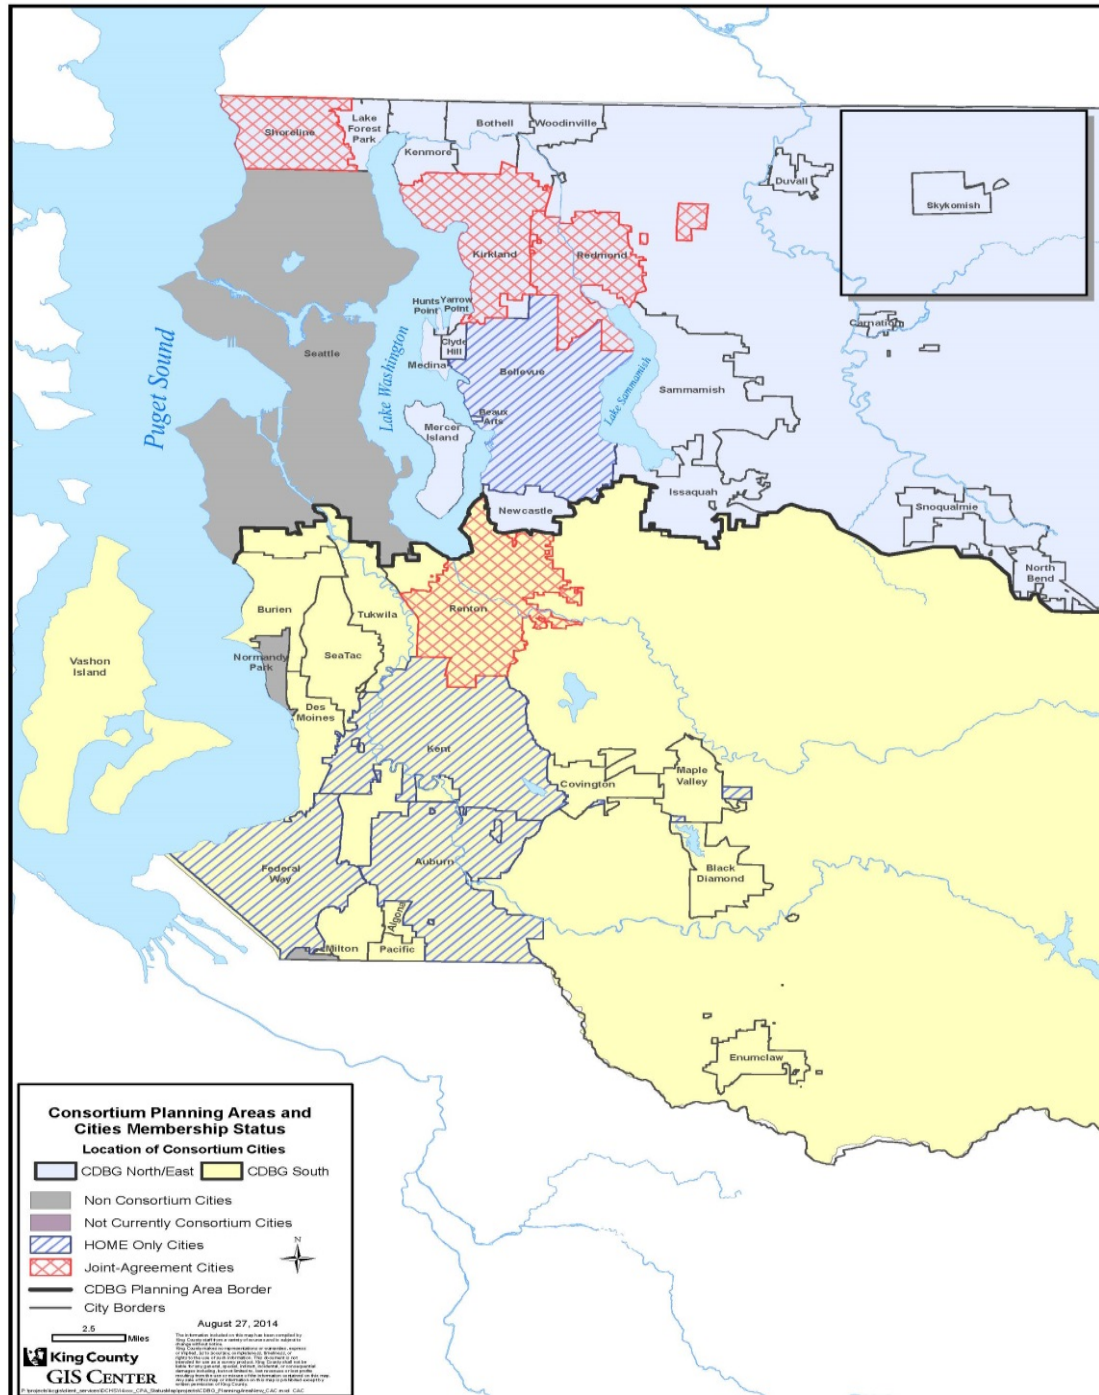 Shoreline
Lake
Forest
Park
Bothell
Woodinville
Kenmore
Duvall
Skykomish
Kirkland
Redmond
Hunts
Point
Yarrow
Point
Carnation
Clyde
Hill
Seattle
Medina
Bellevue
Puget Sound
Lake Washington
Lake Sammamish
Sammamish
Beaux
Arts
Mercer
Island
Issaquah
Newcastle
Snoqualmie
North
Bend
Burien
Tukwila
Renton
Normandy
Park
SeaTac
Vashon
Island
Des
Moines
Kent
Covington
Maple
Valley
Federal
Way
Auburn
Black
Diamond
Algona
Milton
Pacific
Enumclaw
Consortium Planning Areas and
Cities Membership Status
Location of Consortium Cities
CDBG North/East CDBG South
Non Consortium Cities
Not Currently Consortium Cities
HOME Only Cities
N
Joint-Agreement Cities
CDBG Planning Area Border
City Borders
August 27, 2014
2.5
Miles
King County
GIS CENTER